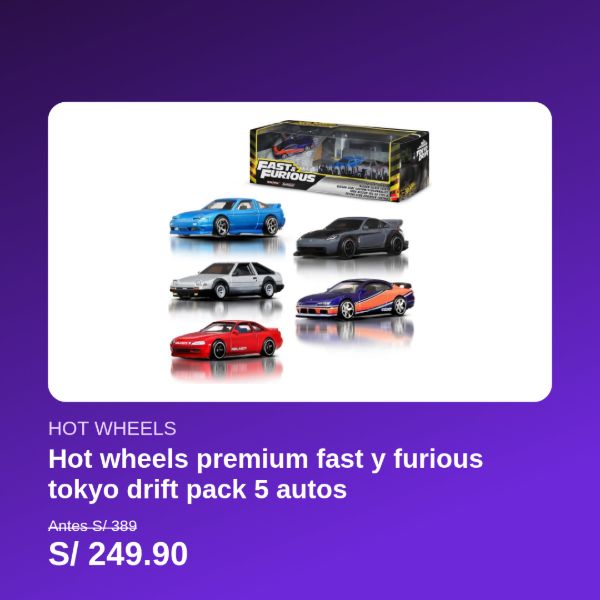 FAST &
FURIOUS
HOT WHEELS
Hot wheels premium fast y furious
tokyo drift pack 5 autos
Antes S/ 389
S/ 249.90